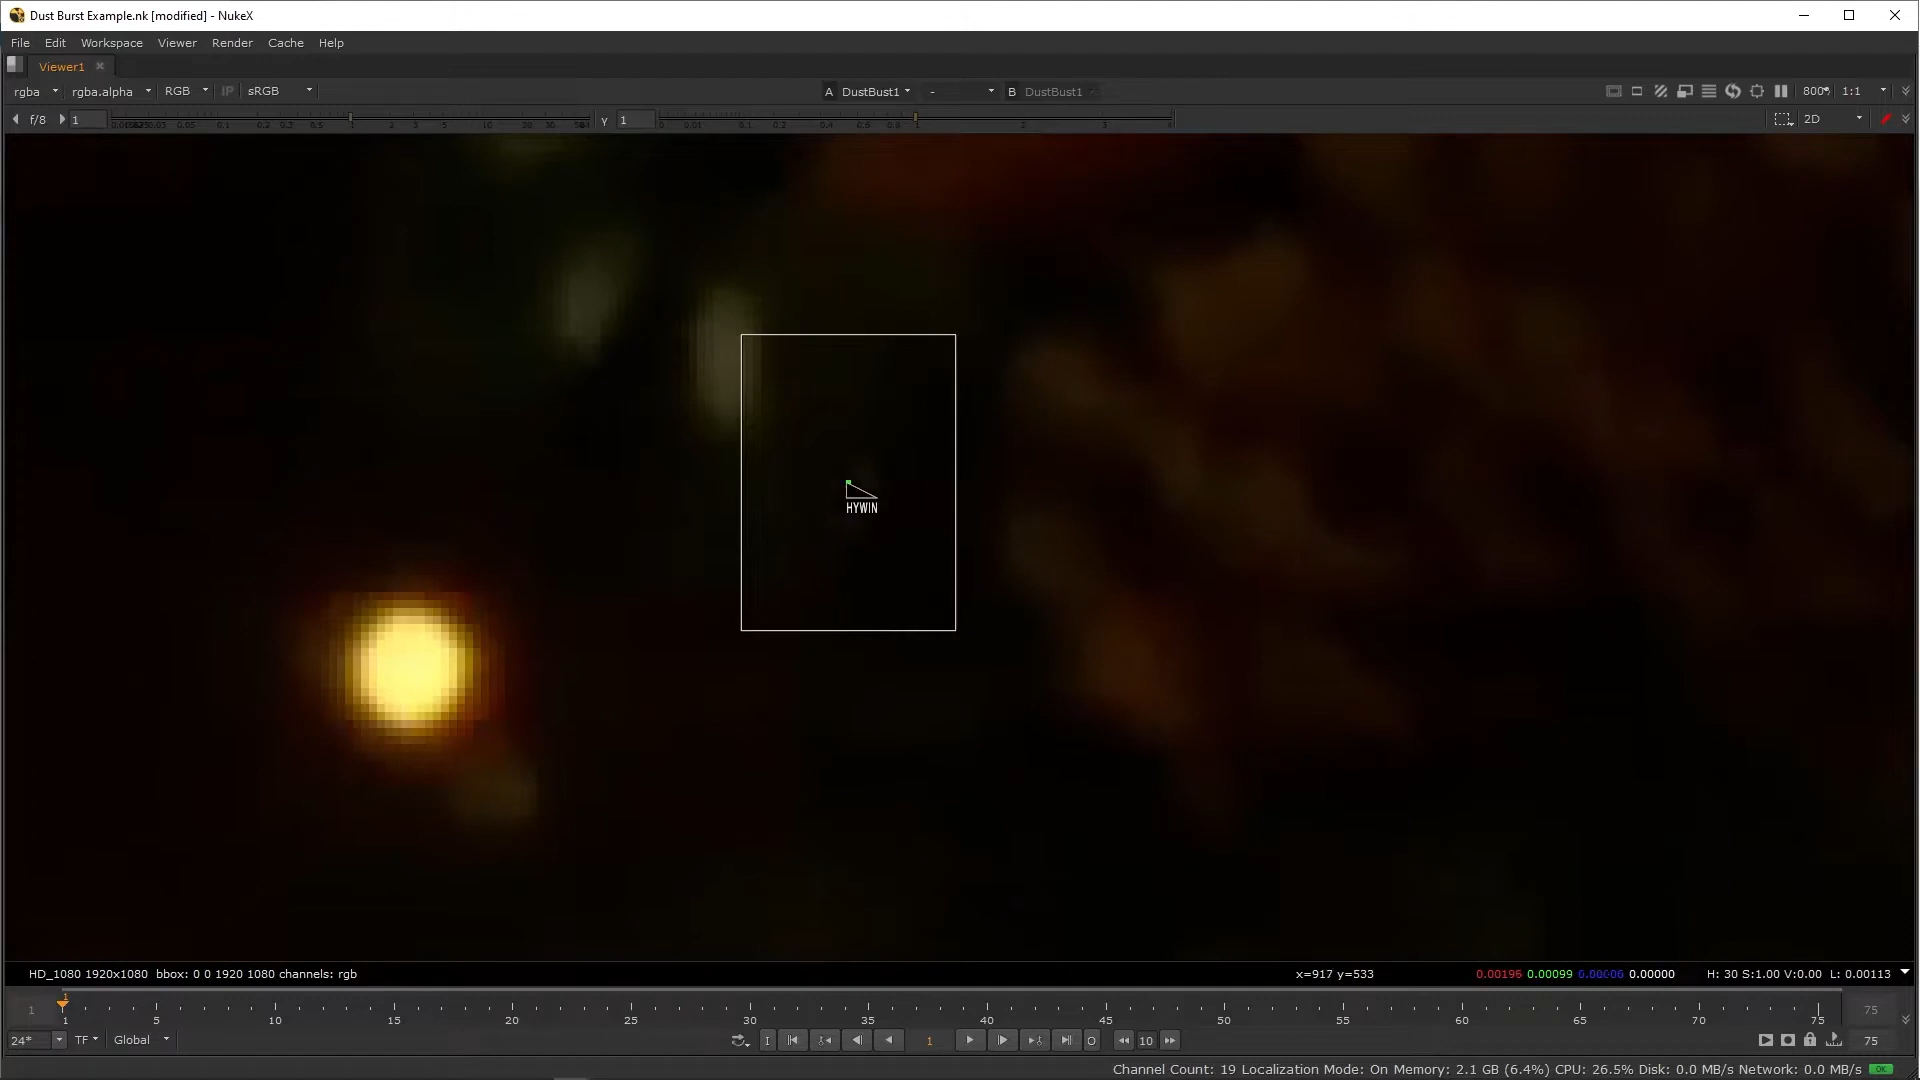 Dust Burst Example.nk [modified] - NukeX
File Edit Workspace Viewer Render Cache Help
Viewer1
rgba rgba.alpha RGB IP sRGB A DustBust1 - B DustBust1 1:1
f/8 1 y 1 2D
HYWIN
HD_1080 1920x1080 bbox: 0 0 1920 1080 channels: rgb x=917 y=533 0.00196 0.00099 0.00006 0.00000 H: 30 S:1.00 V:0.00 L: 0.00113
1 1 75
1 5 10 15 20 25 30 35 40 45 50 55 60 65 70 75
24* TF Global I 1 O 10 75
Channel Count: 19 Localization Mode: On Memory: 2.1 GB (6.4%) CPU: 26.5% Disk: 0.0 MB/s Network: 0.0 MB/s OK